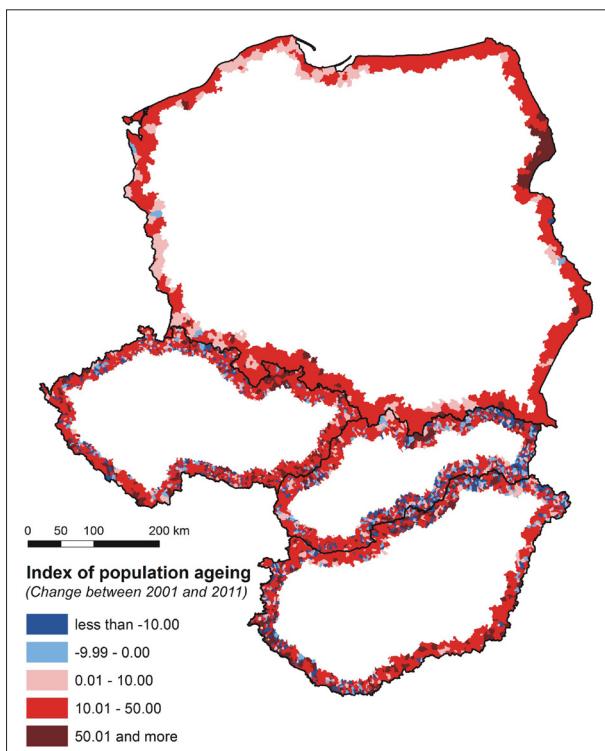 0 50 100 200 km
Index of population ageing
(Change between 2001 and 2011)
less than -10.00
-9.99 - 0.00
0.01 - 10.00
10.01 - 50.00
50.01 and more